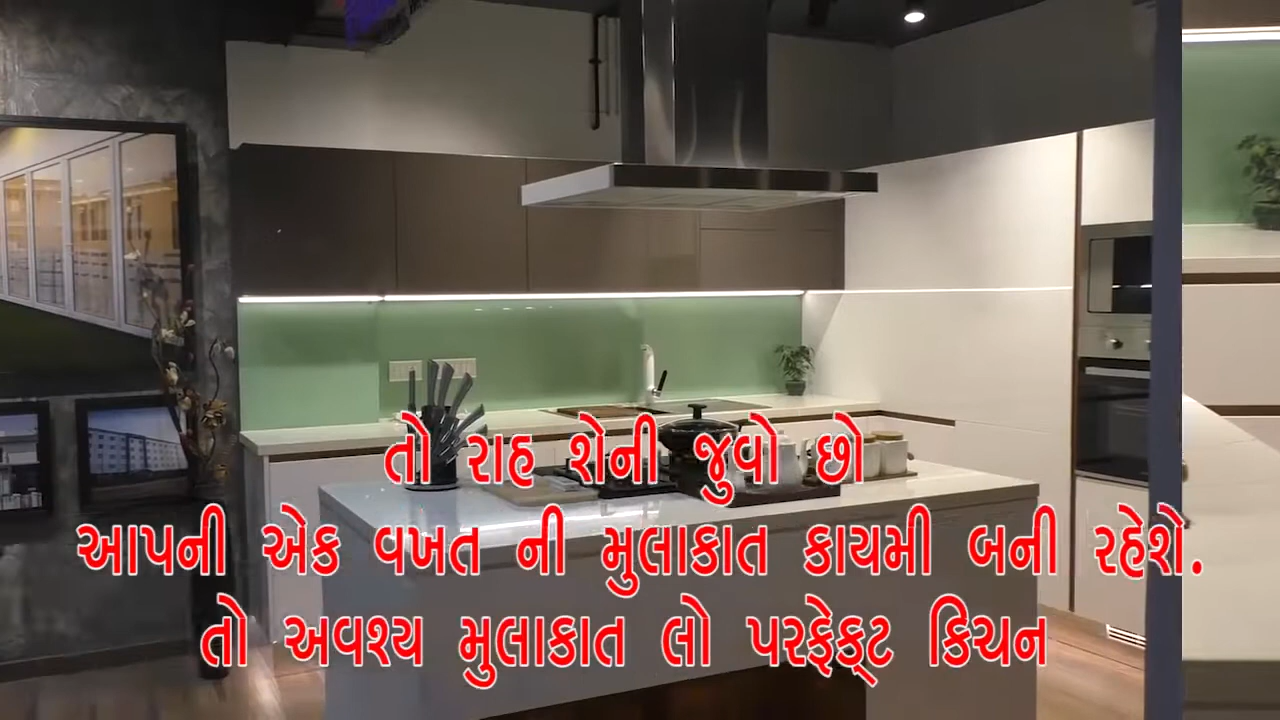 તો રાહ શેની જુવો છો
આપની એક વખત ની મુલાકાત કાયમી બની રહેશે.
તો અવશ્ય મુલાકાત લો પરફેક્ટ કિચન